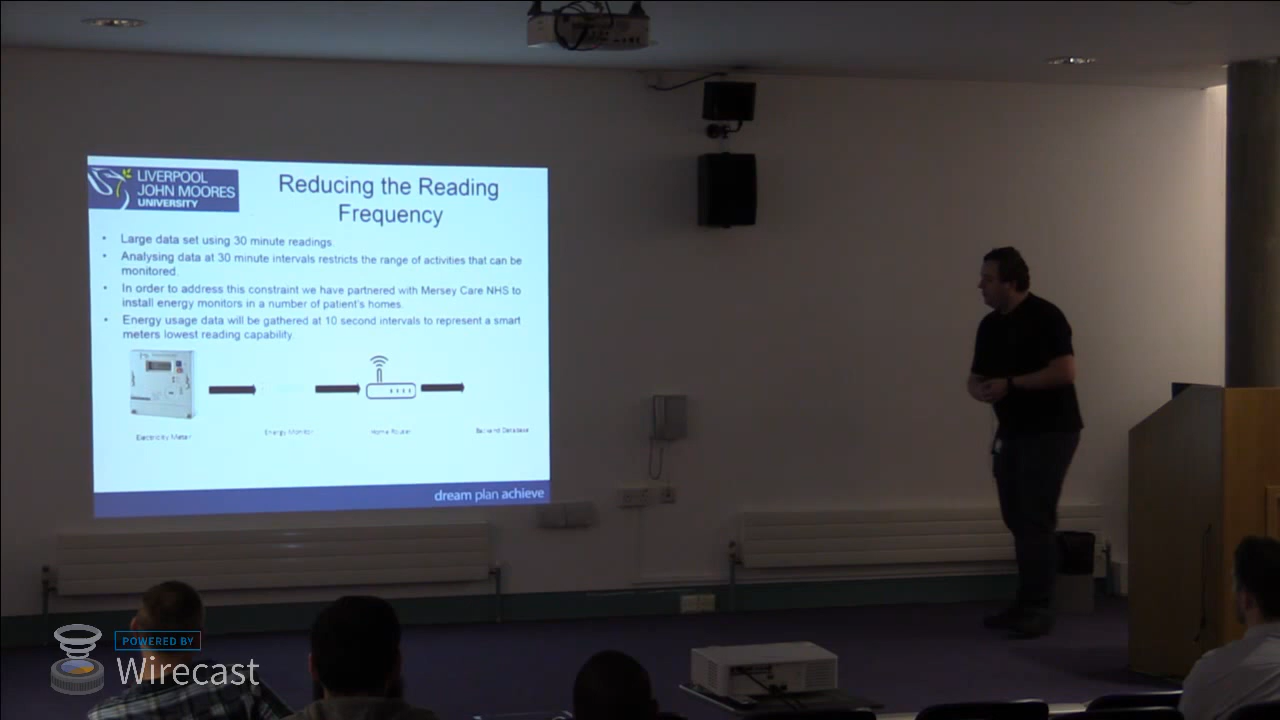 LIVERPOOL
JOHN MOORES
UNIVERSITY
Reducing the Reading
Frequency
• Large data set using 30 minute readings.
• Analysing data at 30 minute intervals restricts the range of activities that can be
monitored.
• In order to address this constraint we have partnered with Mersey Care NHS to
install energy monitors in a number of patient's homes.
• Energy usage data will be gathered at 10 second intervals to represent a smart
meters lowest reading capability.
Electricity Meter
Energy Monitor
Home Router
Backend Database
dream plan achieve
POWERED BY
Wirecast